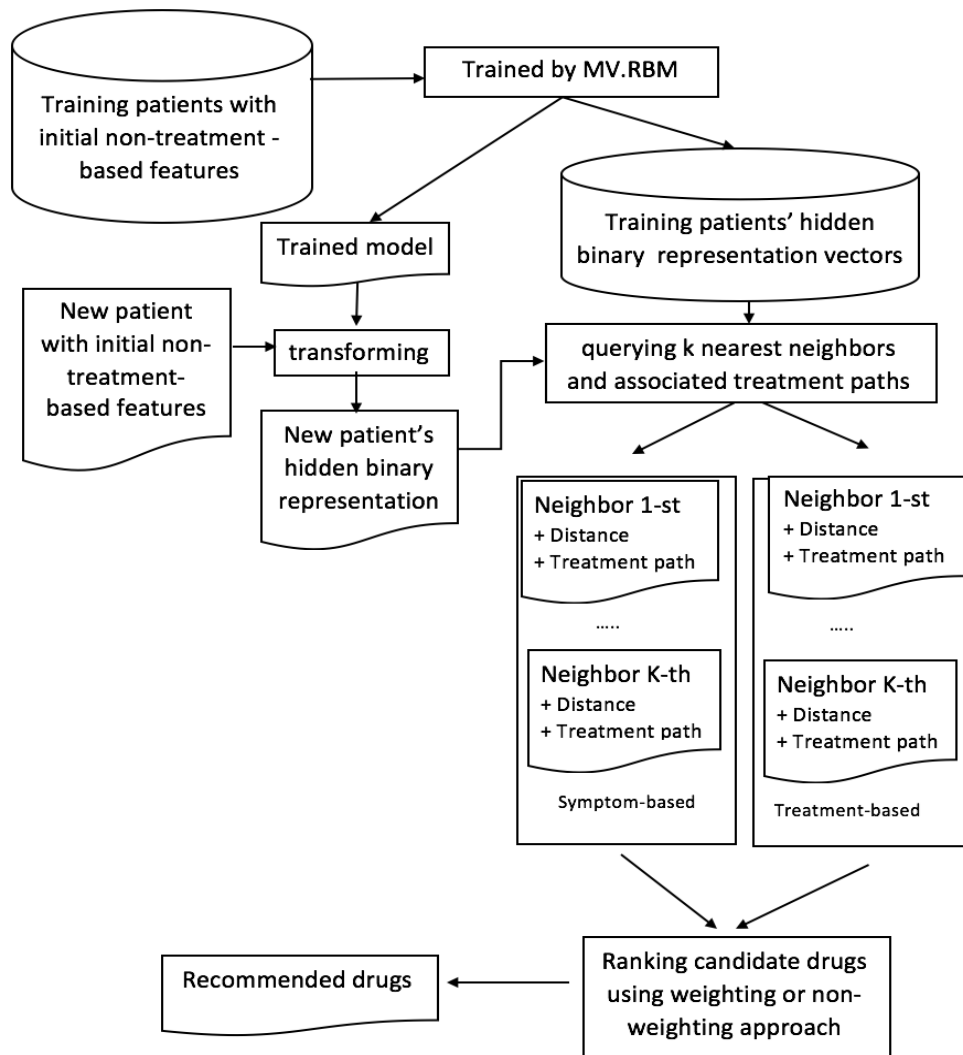 Training patients with
initial non-treatment -
based features
Trained by MV.RBM
Training patients’ hidden
binary  representation vectors
Trained model
New patient
with initial non-
treatment-
based features
transforming
New patient’s
hidden binary
representation
querying k nearest neighbors
and associated treatment paths
Neighbor 1-st
+ Distance
+ Treatment path
.....
Neighbor K-th
+ Distance
+ Treatment path
Symptom-based
Neighbor 1-st
+ Distance
+ Treatment path
.....
Neighbor K-th
+ Distance
+ Treatment path
Treatment-based
Ranking candidate drugs
using weighting or non-
weighting approach
Recommended drugs